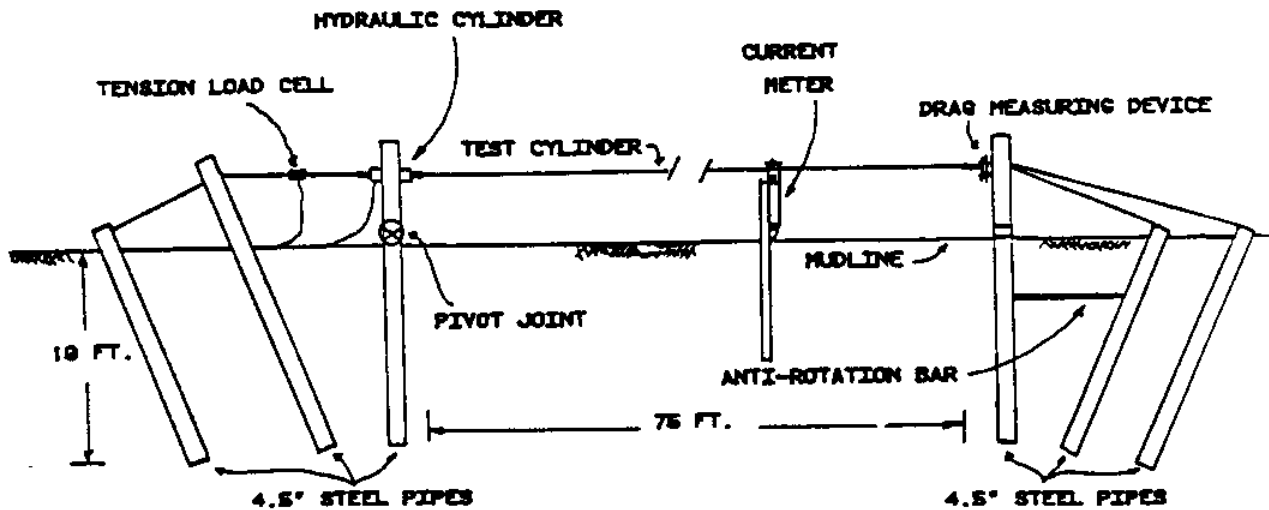 HYDRAULIC CYLINDER
CURRENT
METER
TENSION LOAD CELL
DRAG MEASURING DEVICE
TEST CYLINDER
MUDLINE
PIVOT JOINT
FT.
ANTI-ROTATION BAR
75 FT.
4.5" STEEL PIPES
4.5" STEEL PIPES